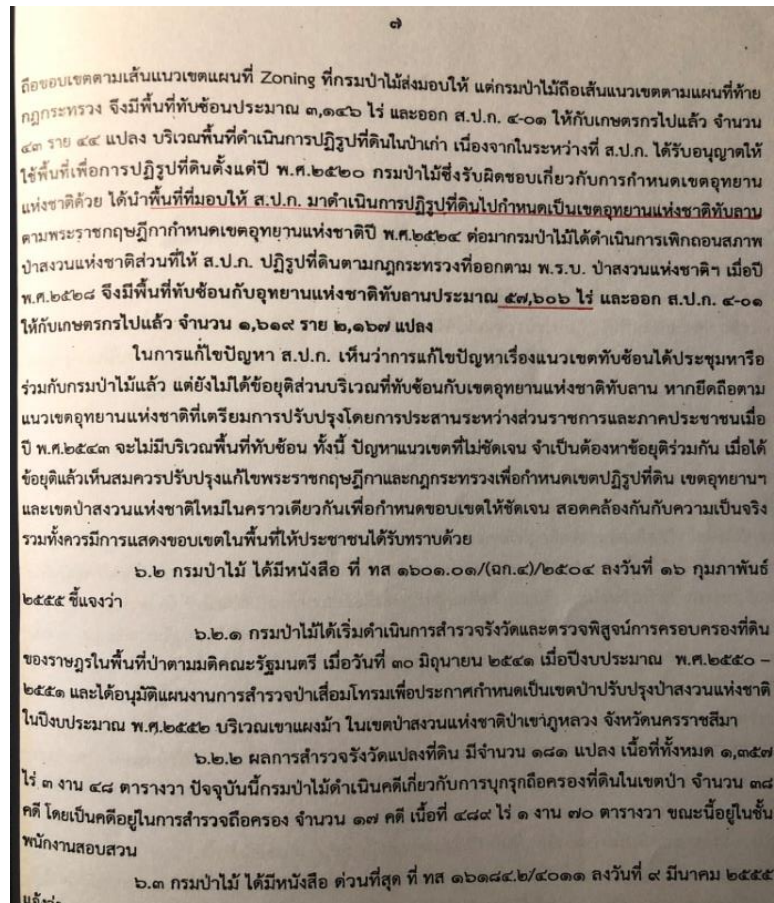 ๗
ถือขอบเขตตามเส้นแนวเขตแผนที่ Zoning ที่กรมป่าไม้ส่งมอบให้ แต่กรมป่าไม้ถือเส้นแนวเขตตามแผนที่ท้าย
กฎกระทรวง จึงมีพื้นที่ทับซ้อนประมาณ ๓,๑๔๖ ไร่ และออก ส.ป.ก. ๔-๐๑ ให้กับเกษตรกรไปแล้ว จำนวน
๔๓ ราย ๔๔ แปลง บริเวณพื้นที่ดำเนินการปฏิรูปที่ดินในป่าเก่า เนื่องจากในระหว่างที่ ส.ป.ก. ได้รับอนุญาตให้
ใช้พื้นที่เพื่อการปฏิรูปที่ดินตั้งแต่ปี พ.ศ.๒๕๒๐ กรมป่าไม้ซึ่งรับผิดชอบเกี่ยวกับการกำหนดเขตอุทยาน
แห่งชาติด้วย ได้นำพื้นที่ที่มอบให้ ส.ป.ก. มาดำเนินการปฏิรูปที่ดินไปกำหนดเป็นเขตอุทยานแห่งชาติทับลาน
ตามพระราชกฤษฎีกากำหนดเขตอุทยานแห่งชาติปี พ.ศ.๒๕๒๔ ต่อมากรมป่าไม้ได้ดำเนินการเพิกถอนสภาพ
ป่าสงวนแห่งชาติส่วนที่ให้ ส.ป.ก. ปฏิรูปที่ดินตามกฎกระทรวงที่ออกตาม พ.ร.บ. ป่าสงวนแห่งชาติฯ เมื่อปี
พ.ศ.๒๕๒๘ จึงมีพื้นที่ทับซ้อนกับอุทยานแห่งชาติทับลานประมาณ ๕๗,๖๐๖ ไร่ และออก ส.ป.ก. ๔-๐๑
ให้กับเกษตรกรไปแล้ว จำนวน ๑,๖๑๙ ราย ๒,๑๖๗ แปลง
ในการแก้ไขปัญหา ส.ป.ก. เห็นว่าการแก้ไขปัญหาเรื่องแนวเขตทับซ้อนได้ประชุมหารือ
ร่วมกับกรมป่าไม้แล้ว แต่ยังไม่ได้ข้อยุติส่วนบริเวณที่ทับซ้อนกับเขตอุทยานแห่งชาติทับลาน หากยึดถือตาม
แนวเขตอุทยานแห่งชาติที่เตรียมการปรับปรุงโดยการประสานระหว่างส่วนราชการและภาคประชาชนเมื่อ
ปี พ.ศ.๒๕๔๓ จะไม่มีบริเวณพื้นที่ทับซ้อน ทั้งนี้ ปัญหาแนวเขตที่ไม่ชัดเจน จำเป็นต้องหาข้อยุติร่วมกัน เมื่อได้
ข้อยุติแล้วเห็นสมควรปรับปรุงแก้ไขพระราชกฤษฎีกาและกฎกระทรวงเพื่อกำหนดเขตปฏิรูปที่ดิน เขตอุทยานฯ
และเขตป่าสงวนแห่งชาติใหม่ในคราวเดียวกันเพื่อกำหนดขอบเขตให้ชัดเจน สอดคล้องกันกับความเป็นจริง
รวมทั้งควรมีการแสดงขอบเขตในพื้นที่ให้ประชาชนได้รับทราบด้วย
๖.๒ กรมป่าไม้ ได้มีหนังสือ ที่ ทส ๑๖๐๑.๐๑/(ฉก.๔)/๒๕๐๔ ลงวันที่ ๑๖ กุมภาพันธ์
๒๕๕๕ ชี้แจงว่า
๖.๒.๑ กรมป่าไม้ได้เริ่มดำเนินการสำรวจรังวัดและตรวจพิสูจน์การครอบครองที่ดิน
ของราษฎรในพื้นที่ป่าตามมติคณะรัฐมนตรี เมื่อวันที่ ๓๐ มิถุนายน ๒๕๔๑ เมื่อปีงบประมาณ พ.ศ.๒๕๕๐ –
๒๕๕๑ และได้อนุมัติแผนงานการสำรวจป่าเสื่อมโทรมเพื่อประกาศกำหนดเป็นเขตป่าปรับปรุงป่าสงวนแห่งชาติ
ในปีงบประมาณ พ.ศ.๒๕๕๒ บริเวณเขาแผงม้า ในเขตป่าสงวนแห่งชาติป่าเขาภูหลวง จังหวัดนครราชสีมา
๖.๒.๒ ผลการสำรวจรังวัดแปลงที่ดิน มีจำนวน ๑๘๑ แปลง เนื้อที่ทั้งหมด ๑,๓๕๗
ไร่ ๓ งาน ๔๘ ตารางวา ปัจจุบันนี้กรมป่าไม้ดำเนินคดีเกี่ยวกับการบุกรุกถือครองที่ดินในเขตป่า จำนวน ๓๘
คดี โดยเป็นคดีอยู่ในการสำรวจถือครอง จำนวน ๑๗ คดี เนื้อที่ ๔๘๙ ไร่ ๑ งาน ๗๐ ตารางวา ขณะนี้อยู่ในชั้น
พนักงานสอบสวน
๖.๓ กรมป่าไม้ ได้มีหนังสือ ด่วนที่สุด ที่ ทส ๑๖๑๘๔.๒/๔๐๑๑ ลงวันที่ ๙ มีนาคม ๒๕๕๕